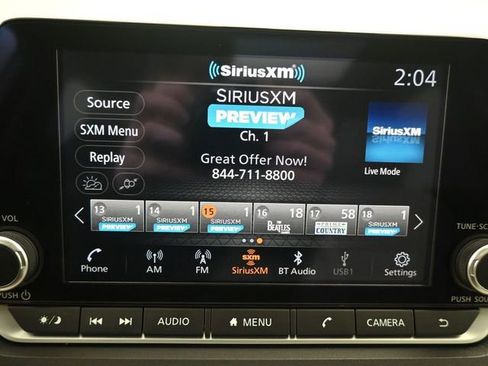 SiriusXM
2:04
Source
SIRIUSXM
PREVIEW
SXM Menu
Ch. 1
SiriusXM
Replay
Great Offer Now!
844-711-8800
Live Mode
13 1 14 1 15 1 16 18 17 58 18 1
SIRIUSXM SIRIUSXM SIRIUSXM THE BEATLES COUNTRY SIRIUSXM
PREVIEW PREVIEW PREVIEW PREVIEW
VOL
TUNE·SC
sxm
Phone AM FM SiriusXM BT Audio USB1 Settings
PUSH
PUSH SOU
AUDIO MENU CAMERA